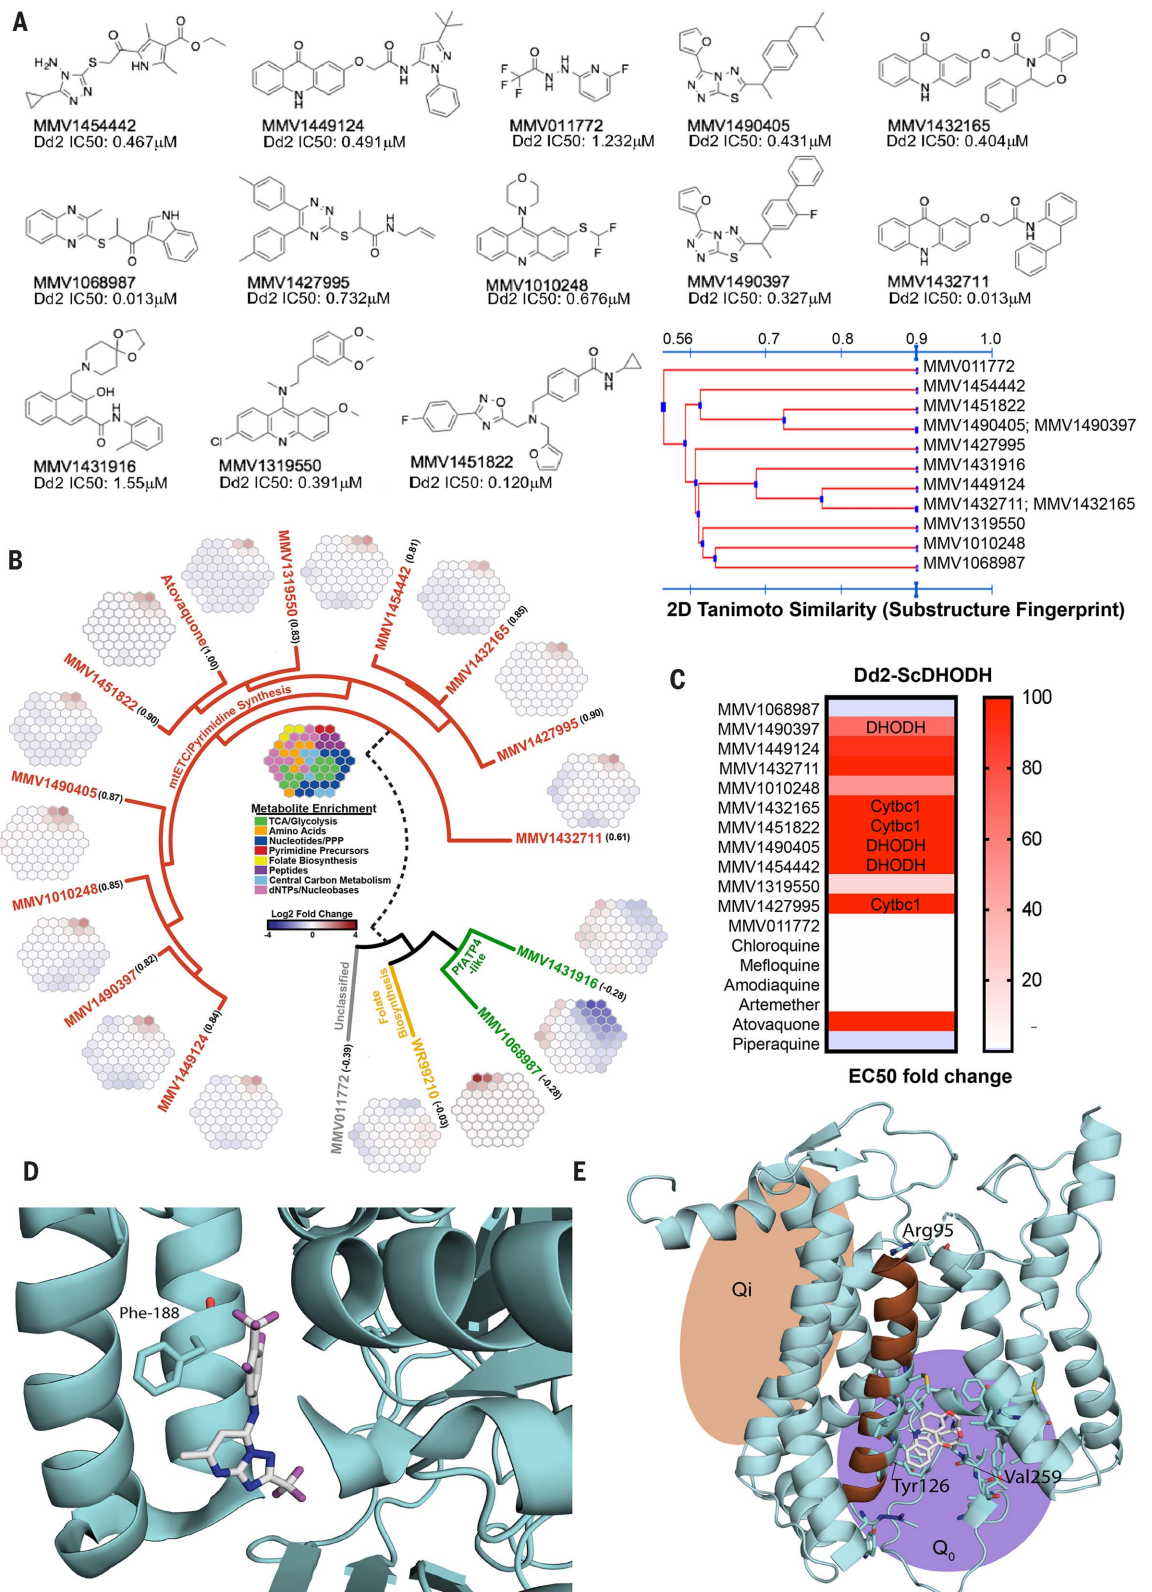 A
MMV1454442
Dd2 IC50: 0.467µM
MMV1449124
Dd2 IC50: 0.491µM
MMV011772
Dd2 IC50: 1.232µM
MMV1490405
Dd2 IC50: 0.431µM
MMV1432165
Dd2 IC50: 0.404µM
MMV1068987
Dd2 IC50: 0.013µM
MMV1427995
Dd2 IC50: 0.732µM
MMV1010248
Dd2 IC50: 0.676µM
MMV1490397
Dd2 IC50: 0.327µM
MMV1432711
Dd2 IC50: 0.013µM
MMV1431916
Dd2 IC50: 1.55µM
MMV1319550
Dd2 IC50: 0.391µM
MMV1451822
Dd2 IC50: 0.120µM
0.56 0.7 0.8 0.9 1.0
MMV011772
MMV1454442
MMV1451822
MMV1490405; MMV1490397
MMV1427995
MMV1431916
MMV1449124
MMV1432711; MMV1432165
MMV1319550
MMV1010248
MMV1068987
2D Tanimoto Similarity (Substructure Fingerprint)
B
Atovaquone (1.00)
MMV1319550 (0.83)
MMV1454442 (0.81)
MMV1432165 (0.85)
MMV1427995 (0.90)
MMV1432711 (0.61)
MMV1451822 (0.90)
MMV1490405 (0.87)
MMV1010248 (0.85)
MMV1490397 (0.82)
MMV1449124 (0.84)
mtETC/Pyrimidine Synthesis
Metabolite Enrichment
TCA/Glycolysis
Amino Acids
Nucleotides/PPP
Pyrimidine Precursors
Folate Biosynthesis
Peptides
Central Carbon Metabolism
dNTPs/Nucleobases
Log2 Fold Change
-4 0 4
Unclassified
MMV011772 (-0.39)
Folate
Biosynthesis
WR99210 (-0.03)
PfATP4
-like
MMV1431916 (-0.28)
MMV1068987 (-0.28)
C
Dd2-ScDHODH
MMV1068987
MMV1490397 DHODH
MMV1449124
MMV1432711
MMV1010248
MMV1432165 Cytbc1
MMV1451822 Cytbc1
MMV1490405 DHODH
MMV1454442 DHODH
MMV1319550
MMV1427995 Cytbc1
MMV011772
Chloroquine
Mefloquine
Amodiaquine
Artemether
Atovaquone
Piperaquine
100
80
60
40
20
EC50 fold change
D
Phe-188
E
Arg95
Qi
Tyr126
Val259
Q0